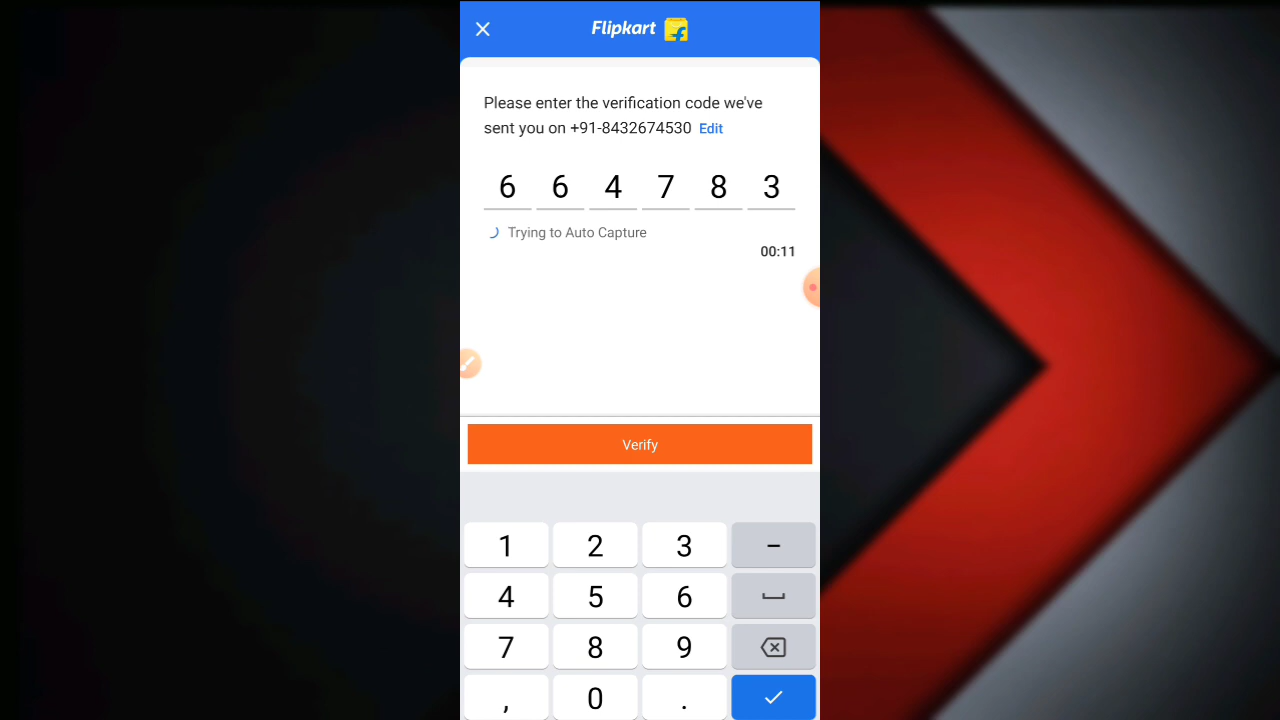 Flipkart
Please enter the verification code we've
sent you on +91-8432674530 Edit
6 6 4 7 8 3
Trying to Auto Capture
00:11
Verify
1 2 3 -
4 5 6
7 8 9
, 0 .